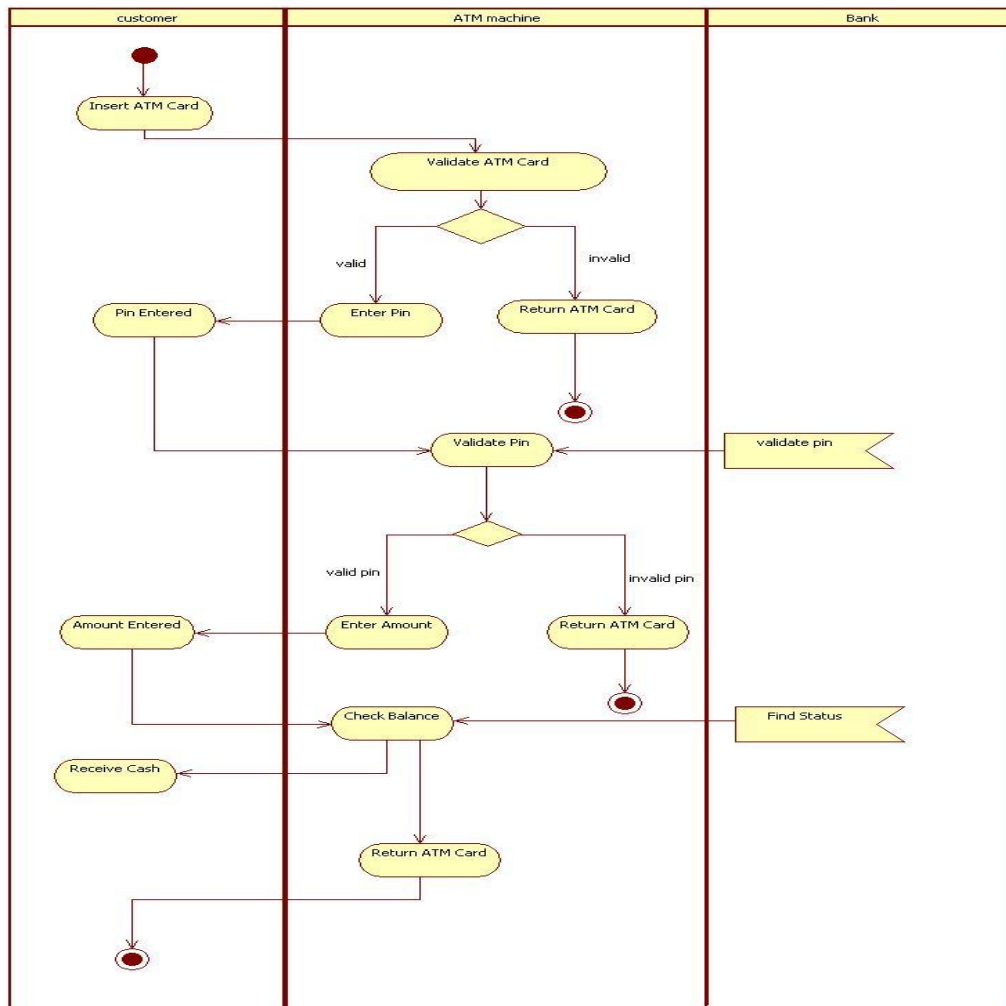 customer
ATM machine
Bank
Insert ATM Card
Validate ATM Card
valid
invalid
Pin Entered
Enter Pin
Return ATM Card
Validate Pin
validate pin
valid pin
invalid pin
Amount Entered
Enter Amount
Return ATM Card
Check Balance
Find Status
Receive Cash
Return ATM Card